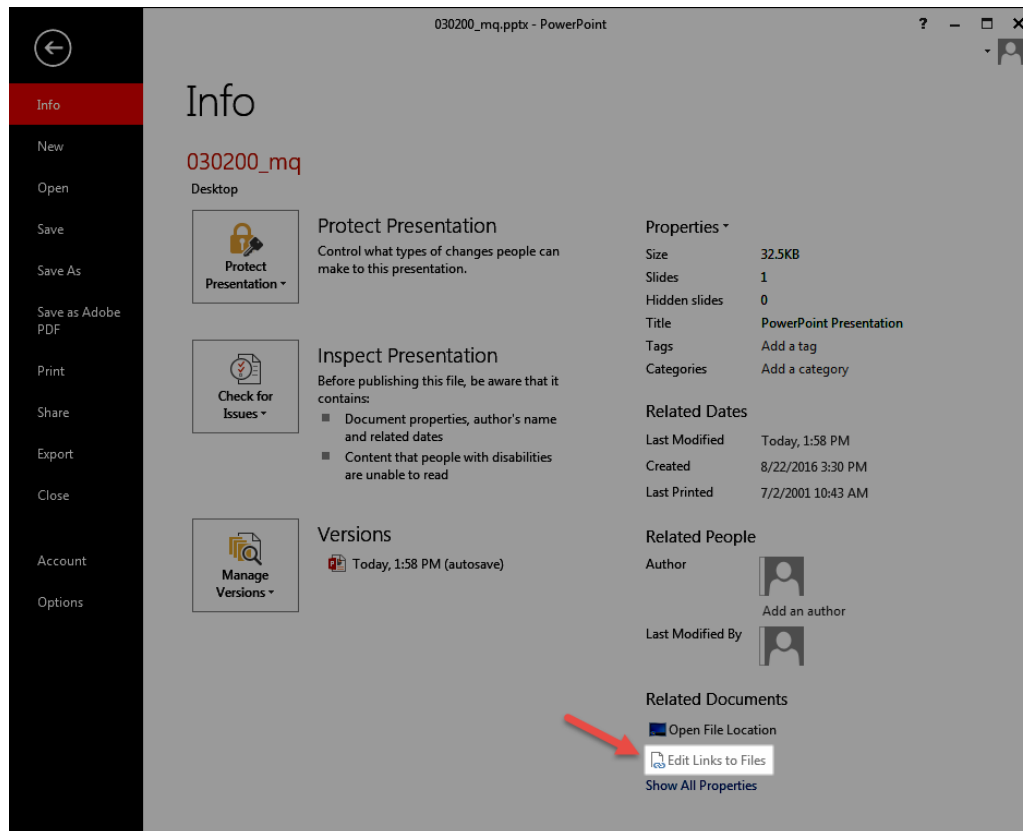 030200_mq.pptx - PowerPoint
?
Info
New
Open
Save
Save As
Save as Adobe
PDF
Print
Share
Export
Close
Account
Options
Info
030200_mq
Desktop
Protect
Presentation
Protect Presentation
Control what types of changes people can
make to this presentation.
Check for
Issues
Inspect Presentation
Before publishing this file, be aware that it
contains:
Document properties, author's name
and related dates
Content that people with disabilities
are unable to read
Manage
Versions
Versions
Today, 1:58 PM (autosave)
Properties
Size 32.5KB
Slides 1
Hidden slides 0
Title PowerPoint Presentation
Tags Add a tag
Categories Add a category
Related Dates
Last Modified Today, 1:58 PM
Created 8/22/2016 3:30 PM
Last Printed 7/2/2001 10:43 AM
Related People
Author
Add an author
Last Modified By
Related Documents
Open File Location
Edit Links to Files
Show All Properties